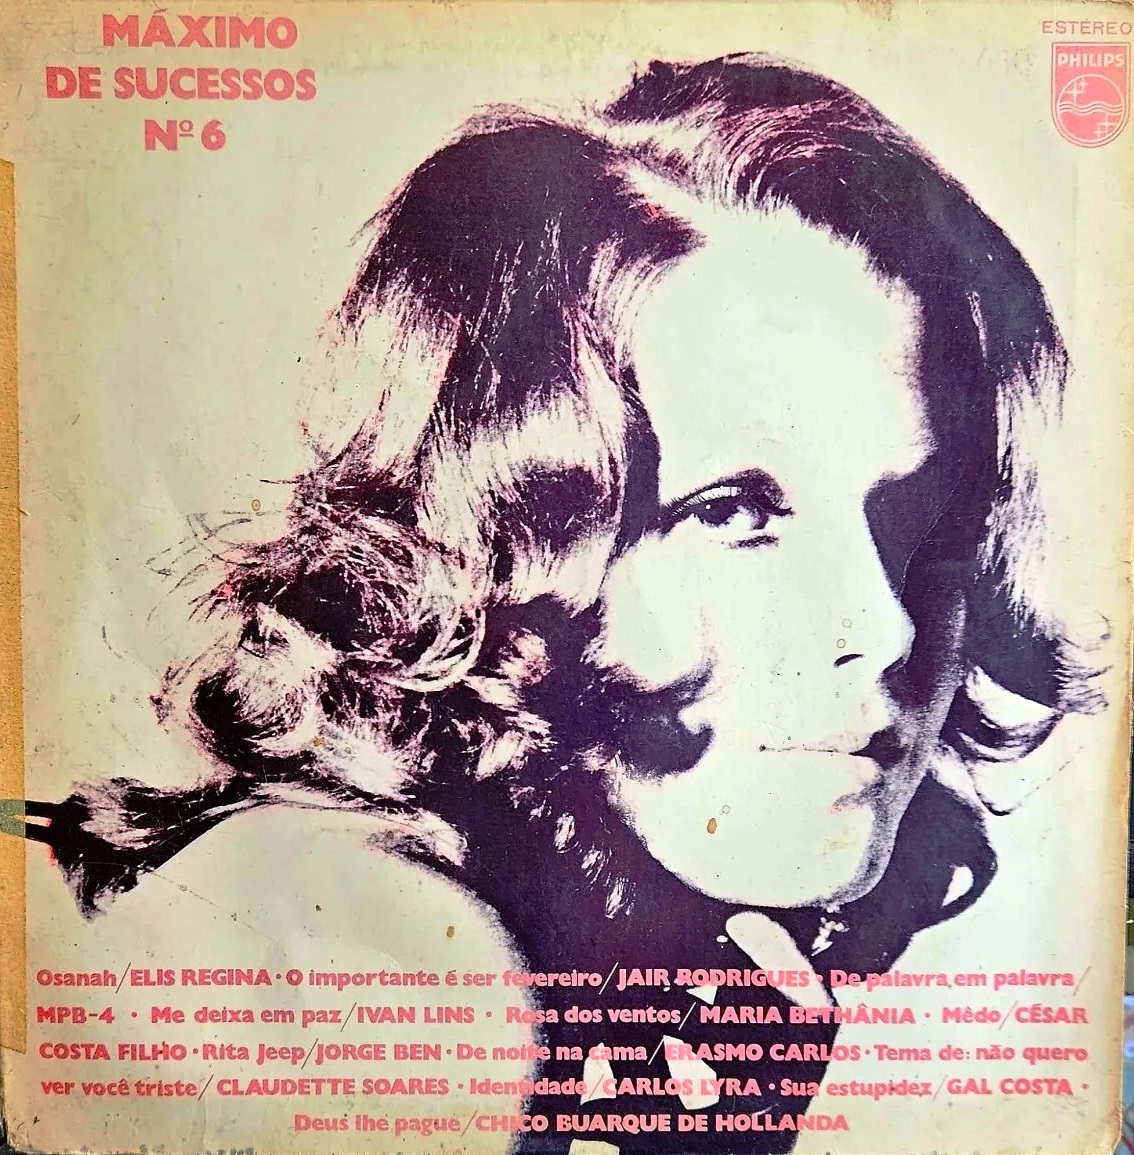 MÁXIMO
DE SUCESSOS
Nº 6
ESTÉREO
PHILIPS
Osanah/ELIS REGINA · O importante é ser fevereiro/JAIR RODRIGUES · De palavra em palavra/
MPB-4 · Me deixa em paz/IVAN LINS · Rosa dos ventos/MARIA BETHÂNIA · Mêdo/CÉSAR
COSTA FILHO · Rita Jeep/JORGE BEN · De noite na cama/ERASMO CARLOS · Tema de: não quero
ver você triste/CLAUDETTE SOARES · Identidade/CARLOS LYRA · Sua estupidez/GAL COSTA ·
Deus lhe pague/CHICO BUARQUE DE HOLLANDA